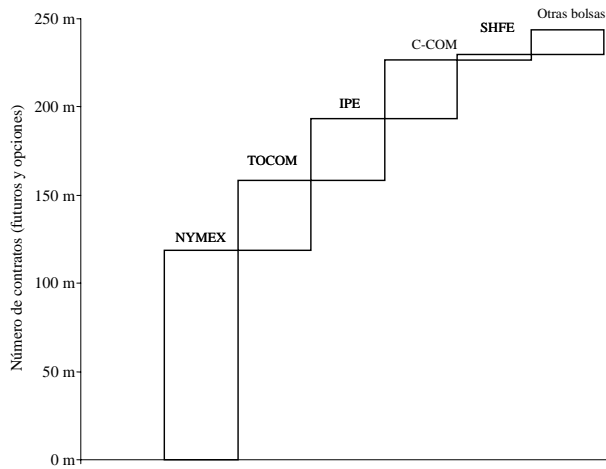 Número de contratos (futuros y opciones)
250 m
200 m
150 m
100 m
50 m
0 m
NYMEX
TOCOM
IPE
C-COM
SHFE
Otras bolsas